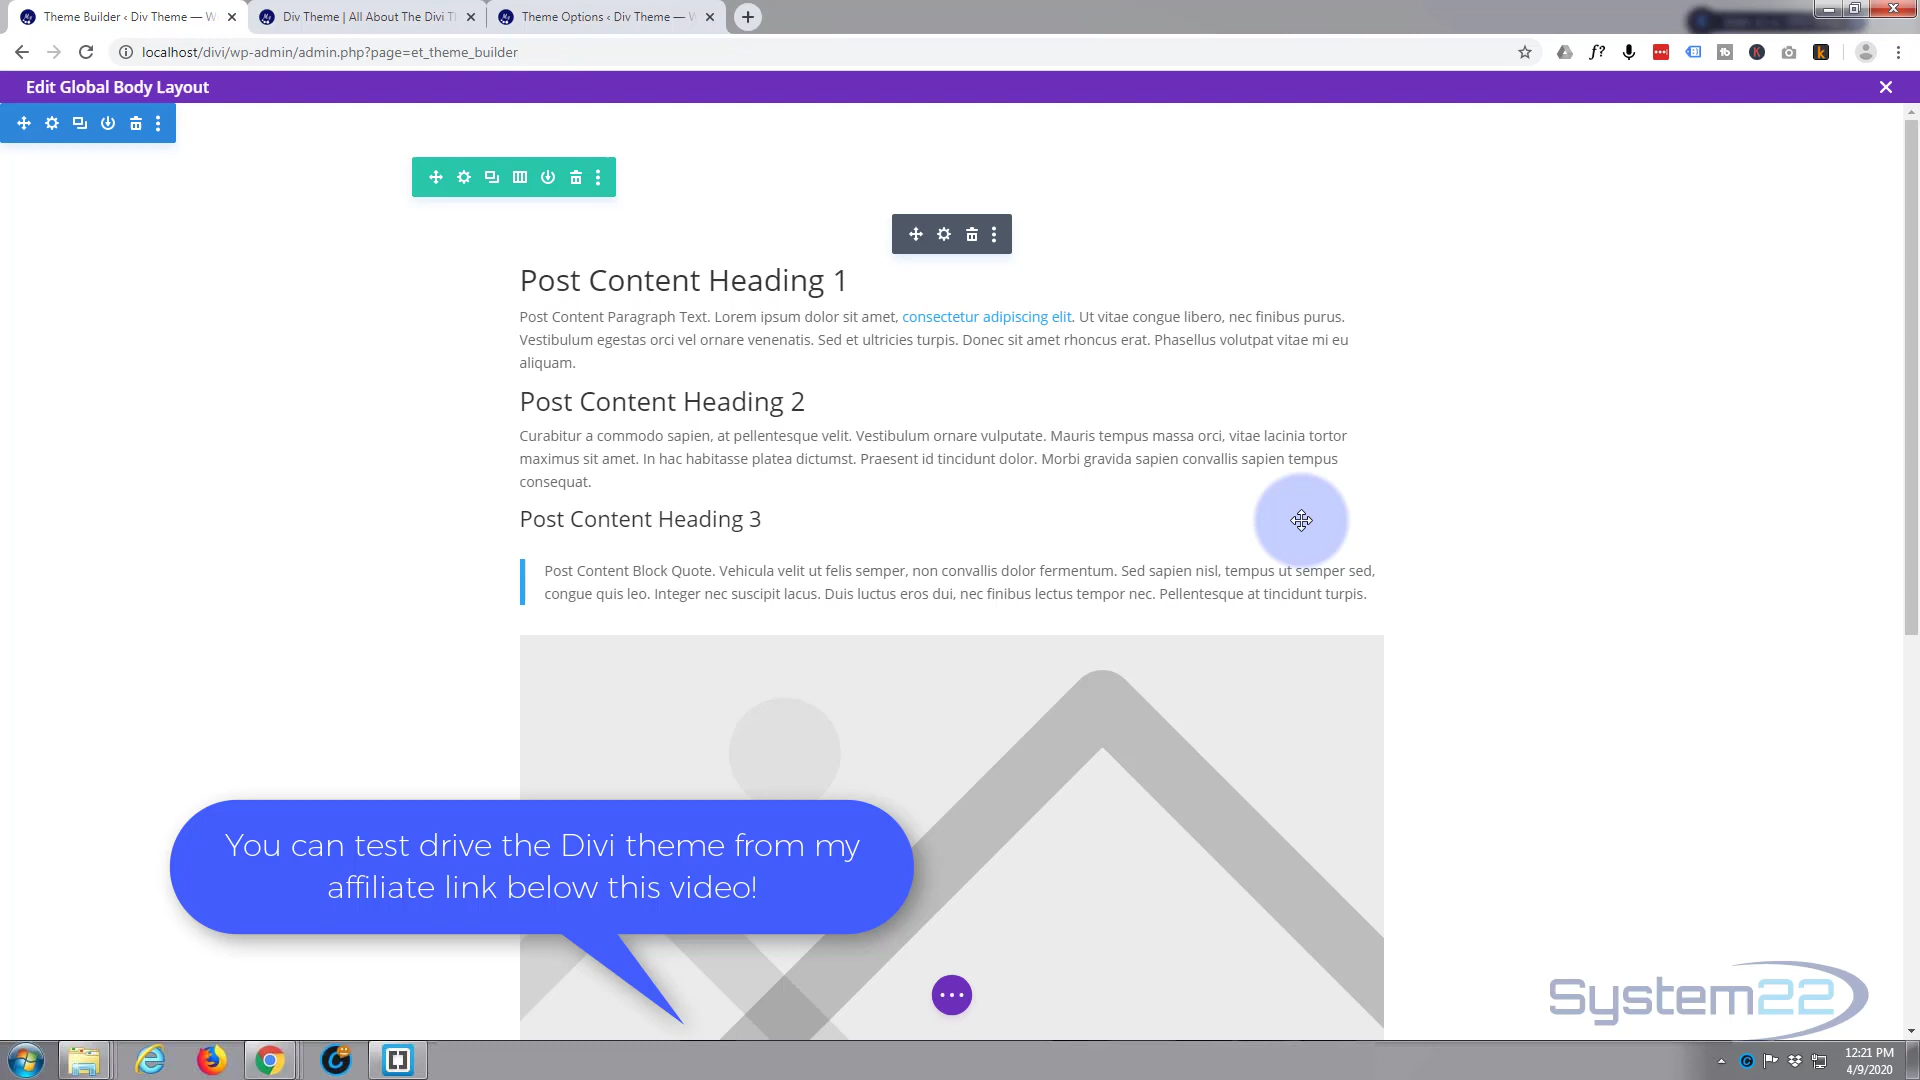 Theme Builder ‹ Div Theme — W
Div Theme | All About The Divi T
Theme Options ‹ Div Theme — W
localhost/divi/wp-admin/admin.php?page=et_theme_builder
f?
Edit Global Body Layout
Post Content Heading 1
Post Content Paragraph Text. Lorem ipsum dolor sit amet, consectetur adipiscing elit. Ut vitae congue libero, nec finibus purus.
Vestibulum egestas orci vel ornare venenatis. Sed et ultricies turpis. Donec sit amet rhoncus erat. Phasellus volutpat vitae mi eu
aliquam.
Post Content Heading 2
Curabitur a commodo sapien, at pellentesque velit. Vestibulum ornare vulputate. Mauris tempus massa orci, vitae lacinia tortor
maximus sit amet. In hac habitasse platea dictumst. Praesent id tincidunt dolor. Morbi gravida sapien convallis sapien tempus
consequat.
Post Content Heading 3
Post Content Block Quote. Vehicula velit ut felis semper, non convallis dolor fermentum. Sed sapien nisl, tempus ut semper sed,
congue quis leo. Integer nec suscipit lacus. Duis luctus eros dui, nec finibus lectus tempor nec. Pellentesque at tincidunt turpis.
You can test drive the Divi theme from my
affiliate link below this video!
System22
12:21 PM
4/9/2020